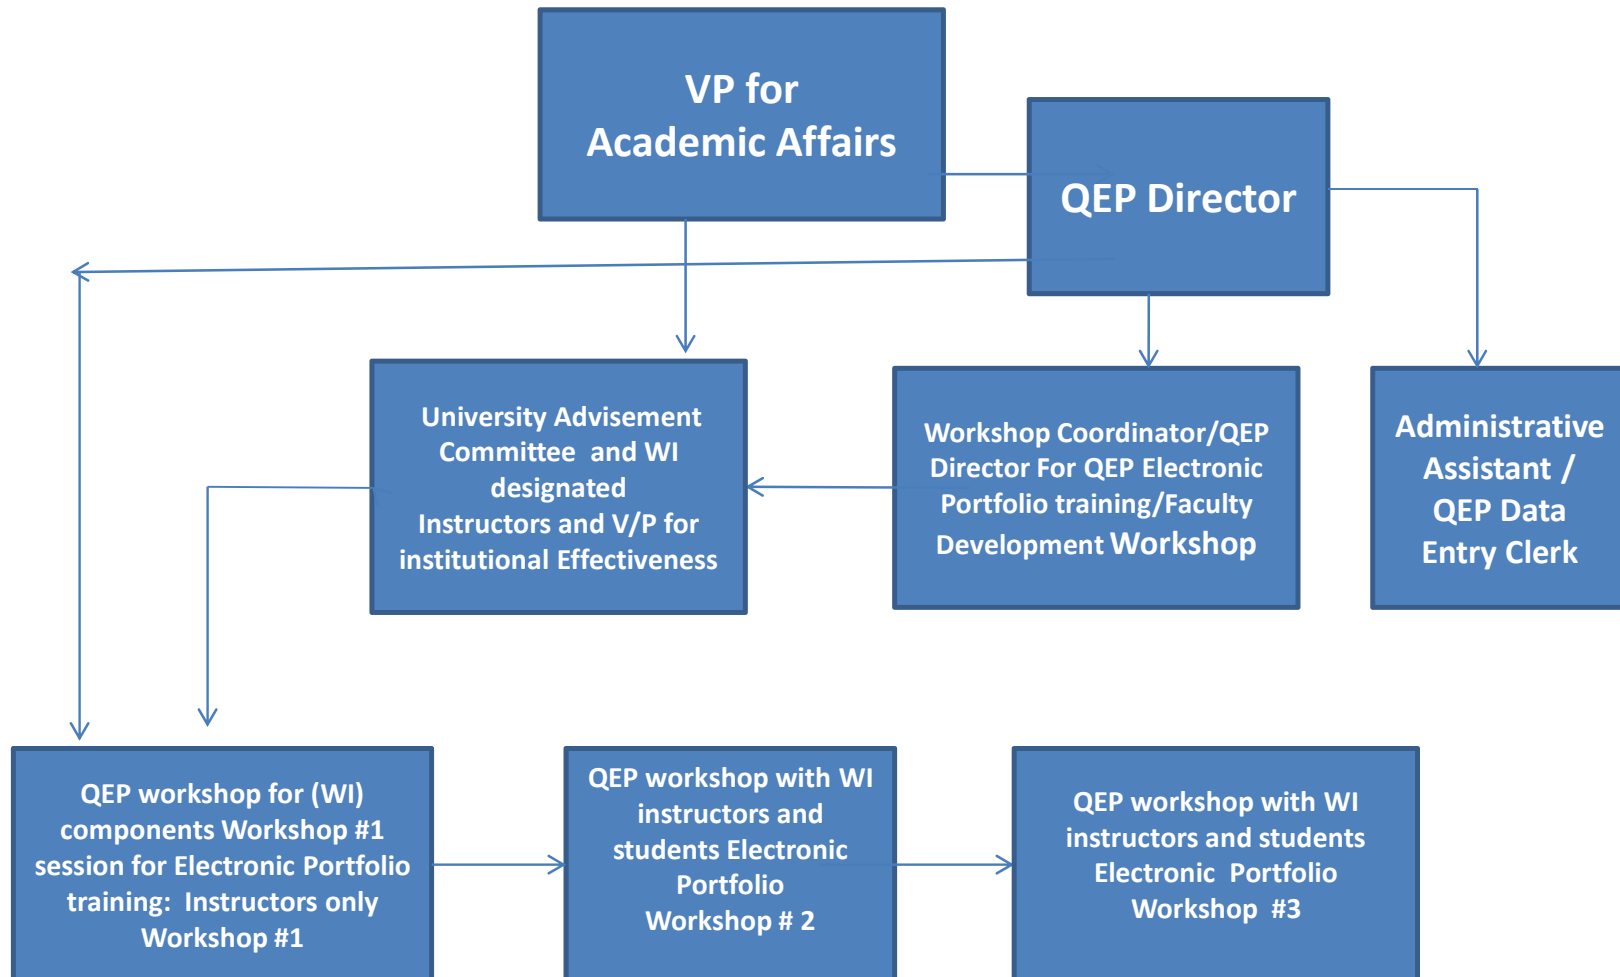 VP for
Academic Affairs
QEP Director
University Advisement
Committee  and WI
designated
Instructors and V/P for
institutional Effectiveness
Workshop Coordinator/QEP
Director For QEP Electronic
Portfolio training/Faculty
Development Workshop
Administrative
Assistant /
QEP Data
Entry Clerk
QEP workshop for (WI)
components Workshop #1
session for Electronic Portfolio
training:  Instructors only
Workshop #1
QEP workshop with WI
instructors and
students Electronic
Portfolio
Workshop # 2
QEP workshop with WI
instructors and students
Electronic  Portfolio
Workshop  #3